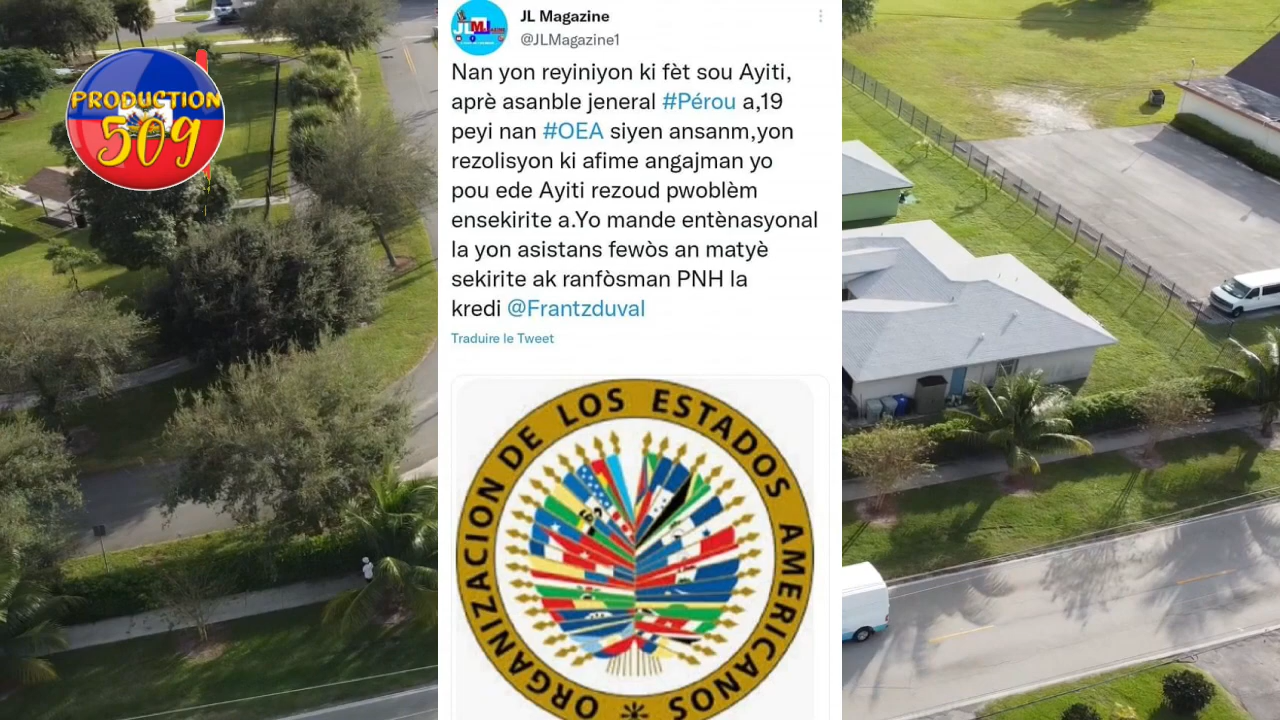 PRODUCTION
509
JL Magazine
@JLMagazine1
Nan yon reyiniyon ki fèt sou Ayiti,
aprè asanble jeneral #Pérou a,19
peyi nan #OEA siyen ansanm,yon
rezolisyon ki afime angajman yo
pou ede Ayiti rezoud pwoblèm
ensekirite a.Yo mande entènasyonal
la yon asistans fewòs an matyè
sekirite ak ranfòsman PNH la
kredi @Frantzduval
Traduire le Tweet
ORGANIZACION DE LOS ESTADOS AMERICANOS